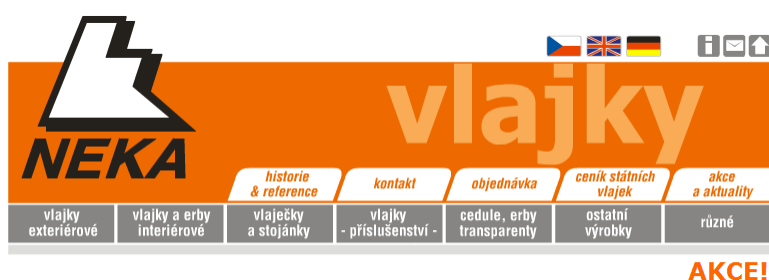 vlajky
NEKA
historie
& reference
kontakt
objednávka
ceník státních
vlajek
akce
a aktuality
vlajky
exteriérové
vlajky a erby
interiérové
vlaječky
a stojánky
vlajky
- příslušenství -
cedule, erby
transparenty
ostatní
výrobky
různé
AKCE!